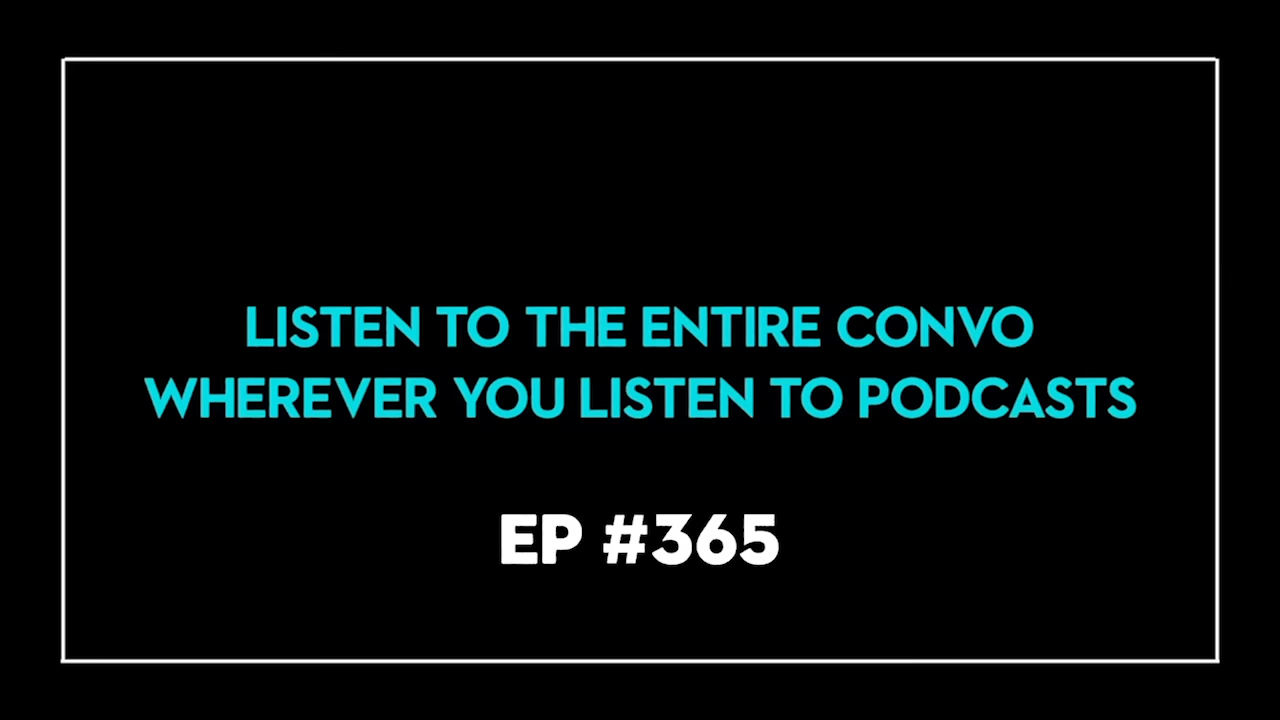 LISTEN TO THE ENTIRE CONVO
WHEREVER YOU LISTEN TO PODCASTS
EP #365